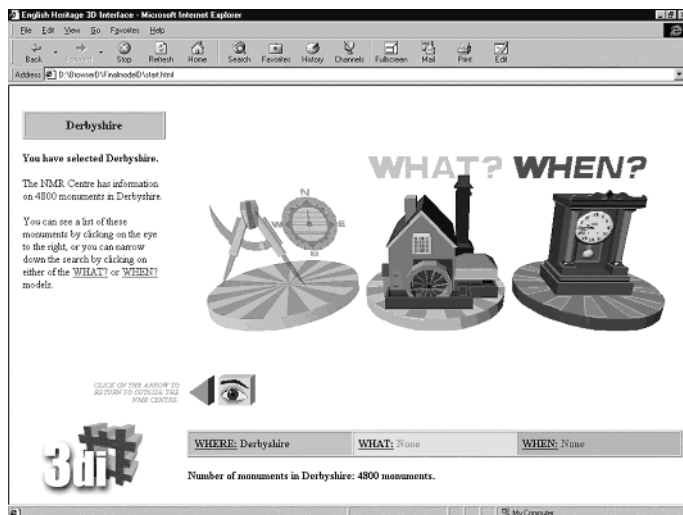 English Heritage 3D Interface - Microsoft Internet Explorer
File Edit View Go Favorites Help
Back Forward Stop Refresh Home Search Favorites History Channels Fullscreen Mail Print Edit
Address D:\BrowserD\FinalmodelD\start.html
Derbyshire
You have selected Derbyshire.
The NMR Centre has information
on 4800 monuments in Derbyshire.
You can see a list of these
monuments by clicking on the eye
to the right, or you can narrow
down the search by clicking on
either of the WHAT? or WHEN?
models.
WHAT? WHEN?
N
W E
S
CLICK ON THE ARROW TO
RETURN TO OUTSIDE THE
NMR CENTRE.
3di
WHERE: Derbyshire WHAT: None WHEN: None
Number of monuments in Derbyshire: 4800 monuments.
My Computer